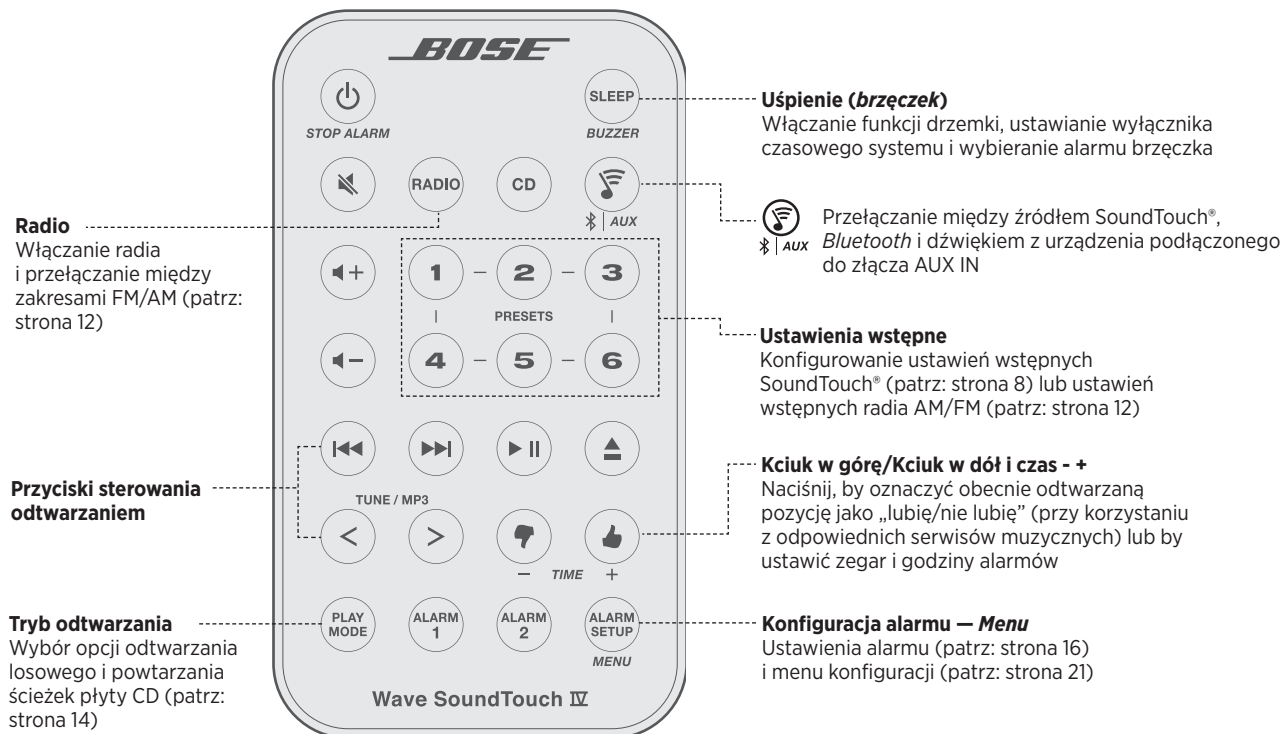 BOSE
SLEEP
STOP ALARM
BUZZER
RADIO
CD
AUX
1 – 2 – 3
PRESETS
4 – 5 – 6
TUNE / MP3
– TIME +
PLAY
MODE
ALARM
1
ALARM
2
ALARM
SETUP
MENU
Wave SoundTouch IV
Radio
Włączanie radia
i przełączanie między
zakresami FM/AM (patrz:
strona 12)
Przyciski sterowania
odtwarzaniem
Tryb odtwarzania
Wybór opcji odtwarzania
losowego i powtarzania
ścieżek płyty CD (patrz:
strona 14)
Uśpienie (brzęczek)
Włączanie funkcji drzemki, ustawianie wyłącznika
czasowego systemu i wybieranie alarmu brzęczka
AUX
Przełączanie między źródłem SoundTouch®,
Bluetooth i dźwiękiem z urządzenia podłączonego
do złącza AUX IN
Ustawienia wstępne
Konfigurowanie ustawień wstępnych
SoundTouch® (patrz: strona 8) lub ustawień
wstępnych radia AM/FM (patrz: strona 12)
Kciuk w górę/Kciuk w dół i czas - +
Naciśnij, by oznaczyć obecnie odtwarzaną
pozycję jako „lubię/nie lubię” (przy korzystaniu
z odpowiednich serwisów muzycznych) lub by
ustawić zegar i godziny alarmów
Konfiguracja alarmu — Menu
Ustawienia alarmu (patrz: strona 16)
i menu konfiguracji (patrz: strona 21)